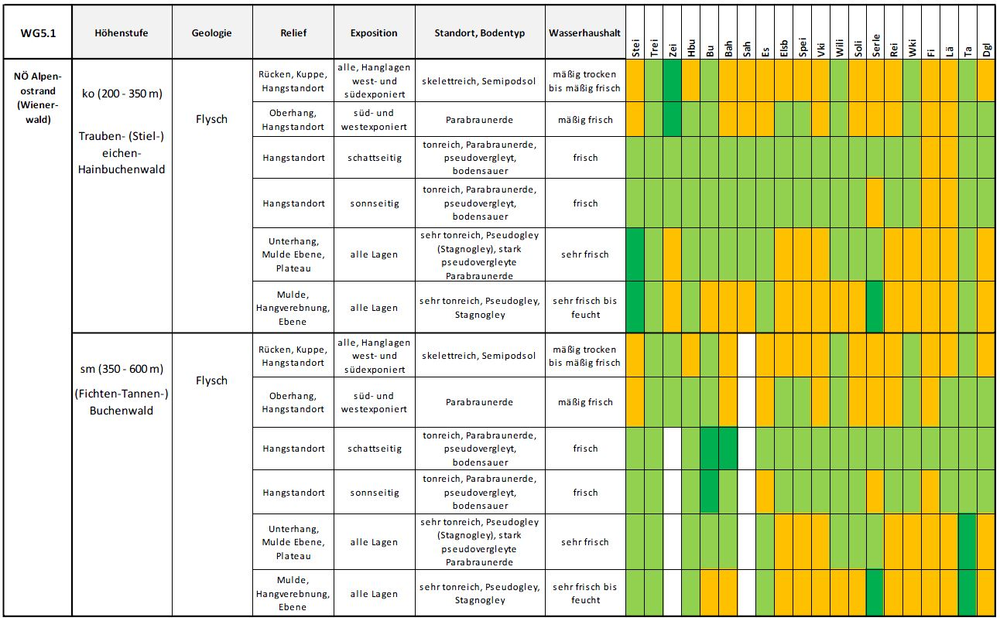 WG5.1
Höhenstufe
Geologie
Relief
Exposition
Standort, Bodentyp
Wasserhaushalt
Stei
Trei
Zei
Hbu
Bu
Bah
Sah
Es
Elsb
Spei
Vki
Wili
Soli
Serle
Rei
Wki
Fi
Lä
Ta
Dgl
NÖ Alpen-
ostrand
(Wiener-
wald)
ko (200 - 350 m)
Trauben- (Stiel-)
eichen-
Hainbuchenwald
Flysch
Rücken, Kuppe,
Hangstandort
alle, Hanglagen
west- und
südexponiert
skelettreich, Semipodsol
mäßig trocken
bis mäßig frisch
Oberhang,
Hangstandort
süd- und
westexponiert
Parabraunerde
mäßig frisch
Hangstandort
schattseitig
tonreich, Parabraunerde,
pseudovergleyt,
bodensauer
frisch
Hangstandort
sonnseitig
tonreich, Parabraunerde,
pseudovergleyt,
bodensauer
frisch
Unterhang,
Mulde Ebene,
Plateau
alle Lagen
sehr tonreich, Pseudogley
(Stagnogley), stark
pseudovergleyte
Parabraunerde
sehr frisch
Mulde,
Hangverebnung,
Ebene
alle Lagen
sehr tonreich, Pseudogley,
Stagnogley
sehr frisch bis
feucht
sm (350 - 600 m)
(Fichten-Tannen-)
Buchenwald
Flysch
Rücken, Kuppe,
Hangstandort
alle, Hanglagen
west- und
südexponiert
skelettreich, Semipodsol
mäßig trocken
bis mäßig frisch
Oberhang,
Hangstandort
süd- und
westexponiert
Parabraunerde
mäßig frisch
Hangstandort
schattseitig
tonreich, Parabraunerde,
pseudovergleyt,
bodensauer
frisch
Hangstandort
sonnseitig
tonreich, Parabraunerde,
pseudovergleyt,
bodensauer
frisch
Unterhang,
Mulde Ebene,
Plateau
alle Lagen
sehr tonreich, Pseudogley
(Stagnogley), stark
pseudovergleyte
Parabraunerde
sehr frisch
Mulde,
Hangverebnung,
Ebene
alle Lagen
sehr tonreich, Pseudogley,
Stagnogley
sehr frisch bis
feucht